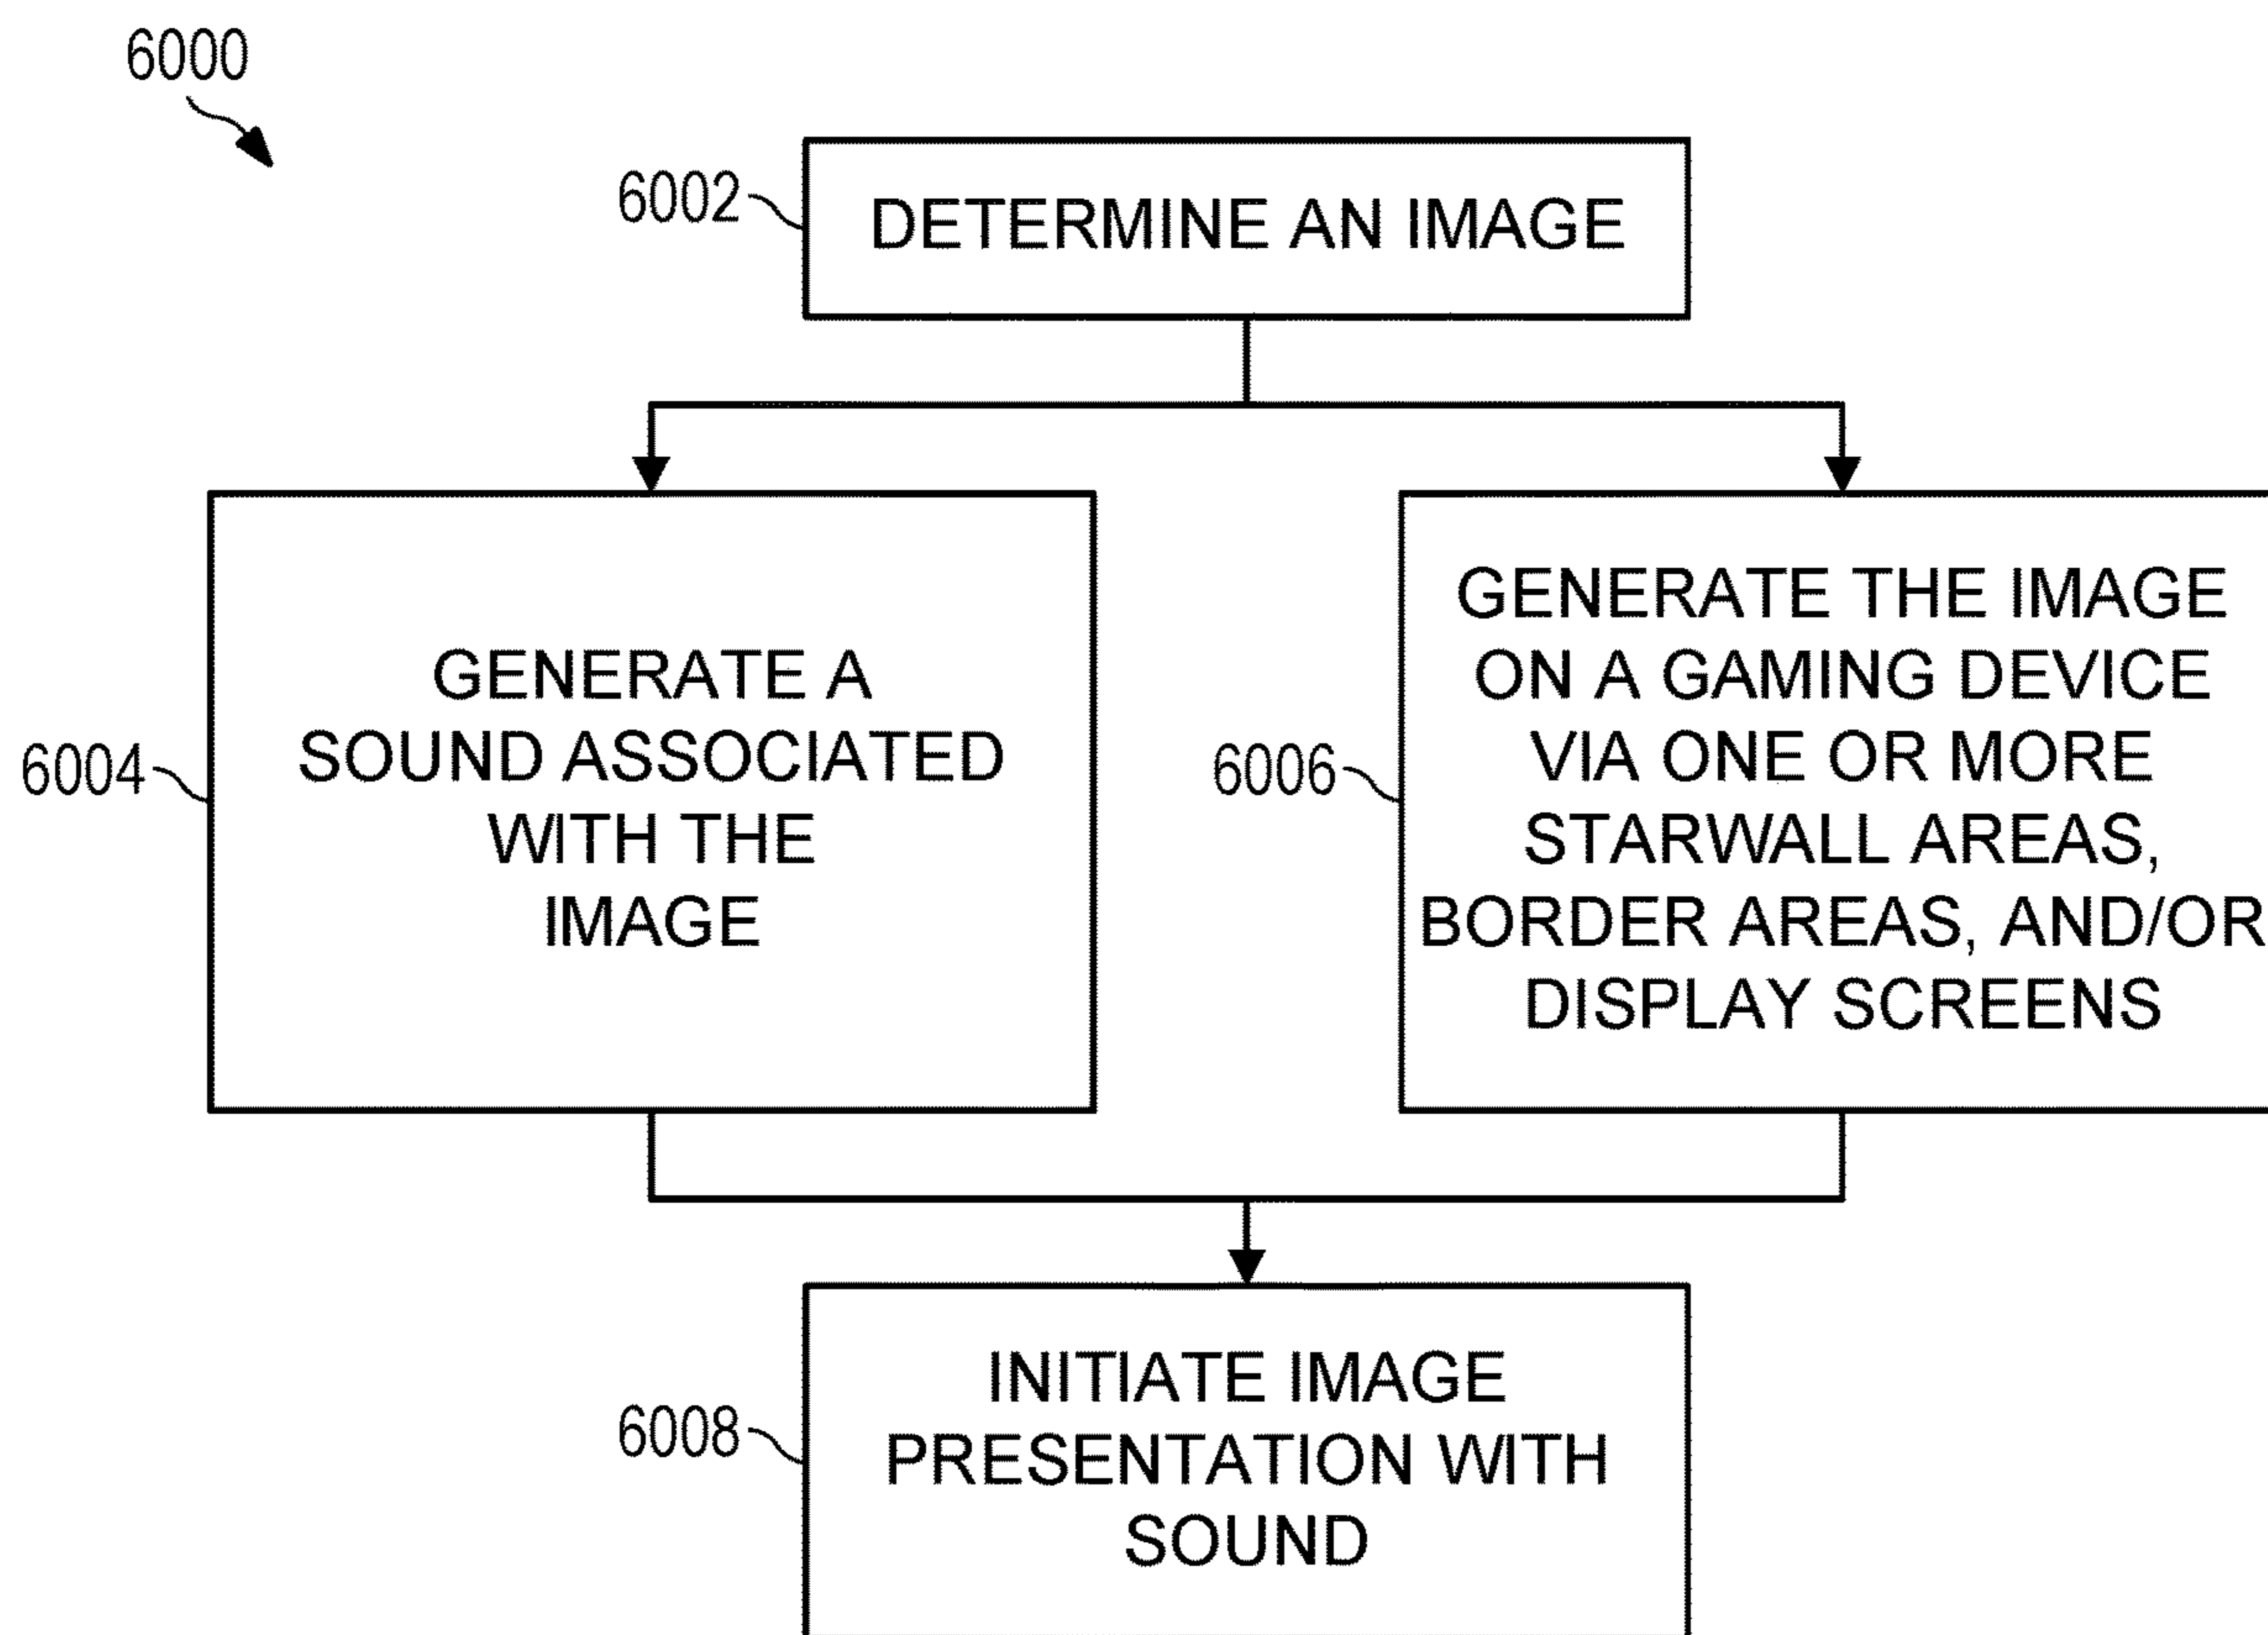 6000
6002
DETERMINE AN IMAGE
6004
GENERATE A
SOUND ASSOCIATED
WITH THE
IMAGE
6006
GENERATE THE IMAGE
ON A GAMING DEVICE
VIA ONE OR MORE
STARWALL AREAS,
BORDER AREAS, AND/OR
DISPLAY SCREENS
6008
INITIATE IMAGE
PRESENTATION WITH
SOUND